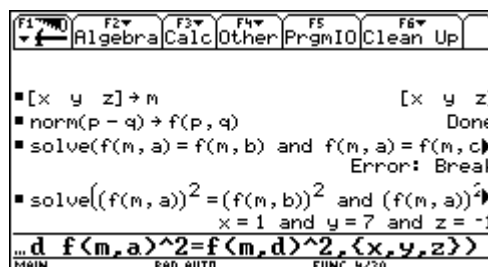 F1 F2 F3 F4 F5 F6
Algebra Calc Other PrgmIO Clean Up
[x y z]→m [x y z]
norm(p-q)→f(p,q) Done
solve(f(m,a)=f(m,b) and f(m,a)=f(m,c
Error: Break
solve((f(m,a))²=(f(m,b))² and (f(m,a))²
x=1 and y=7 and z=-1
…d f(m,a)^2=f(m,d)^2,{x,y,z})
MAIN RAD AUTO FUNC 4/30